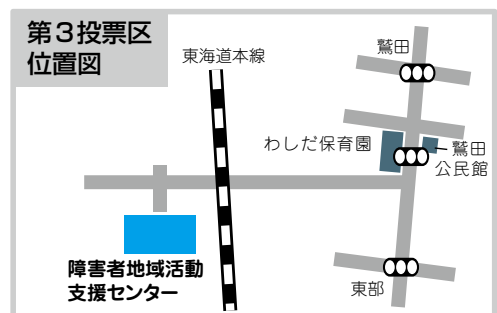 第３投票区
位置図
東海道本線
鷲田
わしだ保育園
鷲田
公民館
障害者地域活動
支援センター
東部